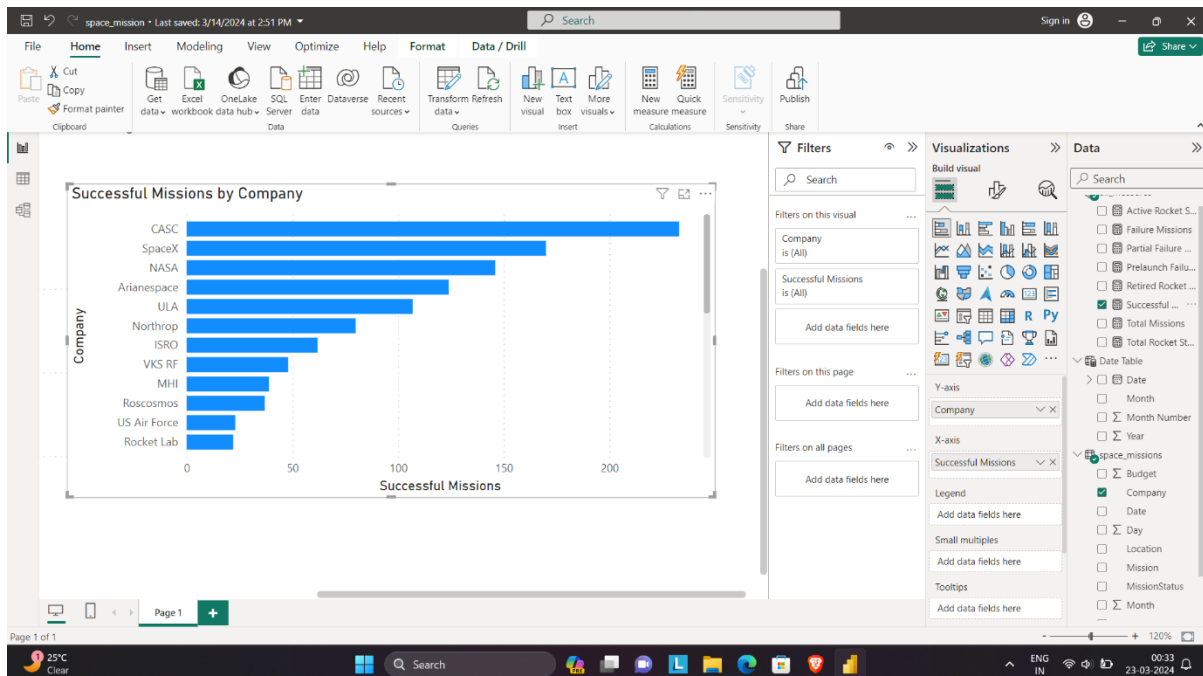 space_mission • Last saved: 3/14/2024 at 2:51 PM
Search
Sign in
File Home Insert Modeling View Optimize Help Format Data / Drill
Share
Paste
Cut
Copy
Format painter
Clipboard
Get data
Excel workbook
OneLake data hub
SQL Server
Enter data
Dataverse
Recent sources
Data
Transform data
Refresh
Queries
New visual
Text box
More visuals
Insert
New measure
Quick measure
Calculations
Sensitivity
Sensitivity
Publish
Share
Successful Missions by Company
Company
CASC
SpaceX
NASA
Arianespace
ULA
Northrop
ISRO
VKS RF
MHI
Roscosmos
US Air Force
Rocket Lab
0 50 100 150 200
Successful Missions
Filters
Search
Filters on this visual ...
Company
is (All)
Successful Missions
is (All)
Add data fields here
Filters on this page ...
Add data fields here
Filters on all pages ...
Add data fields here
Visualizations
Build visual
123
R Py
...
Y-axis
Company
X-axis
Successful Missions
Legend
Add data fields here
Small multiples
Add data fields here
Tooltips
Add data fields here
Data
Search
Active Rocket S...
Failure Missions
Partial Failure ...
Prelaunch Failu...
Retired Rocket ...
Successful ... ...
Total Missions
Total Rocket St...
Date Table
Date
Month
Month Number
Year
space_missions
Budget
Company
Date
Day
Location
Mission
MissionStatus
Month
Page 1
Page 1 of 1
- + 120%
1
25°C
Clear
Search
PRE
L
ENG
IN
00:33
23-03-2024